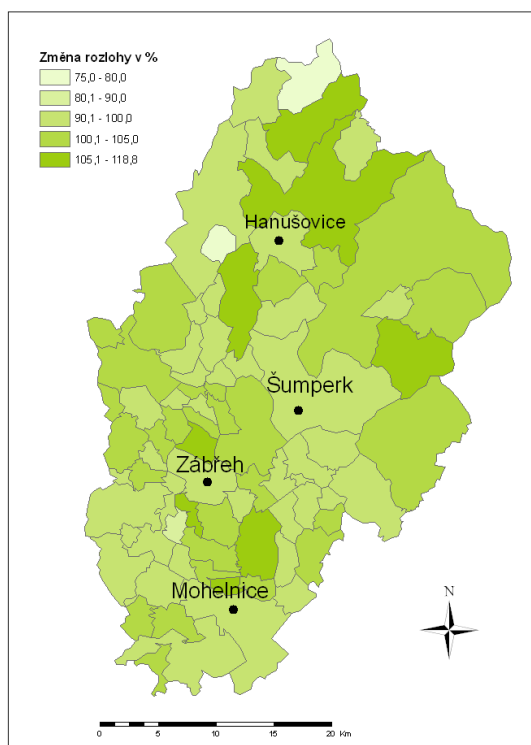 Změna rozlohy v %
75,0 - 80,0
80,1 - 90,0
90,1 - 100,0
100,1 - 105,0
105,1 - 118,8
Hanušovice
Šumperk
Zábřeh
Mohelnice
N
0 5 10 20 Km